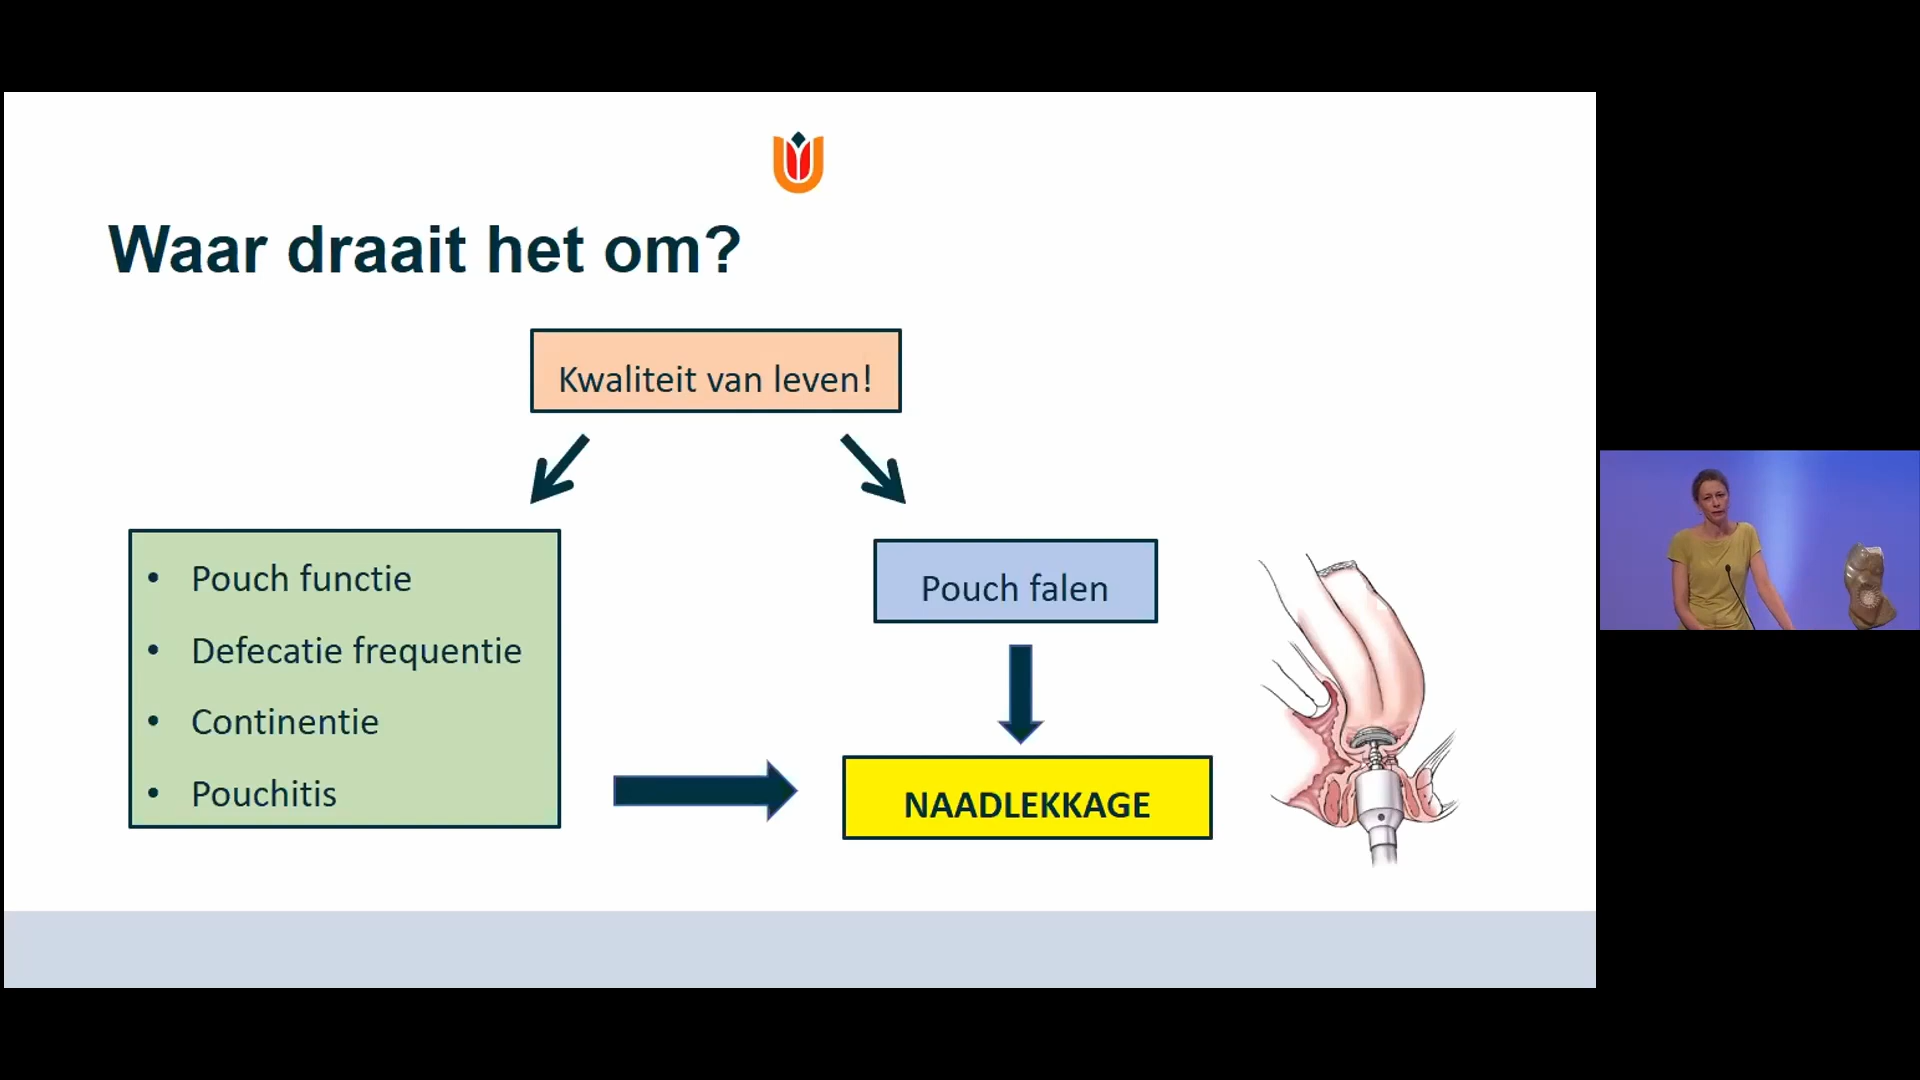 Waar draait het om?
Kwaliteit van leven!
• Pouch functie
• Defecatie frequentie
• Continentie
• Pouchitis
Pouch falen
NAADLEKKAGE